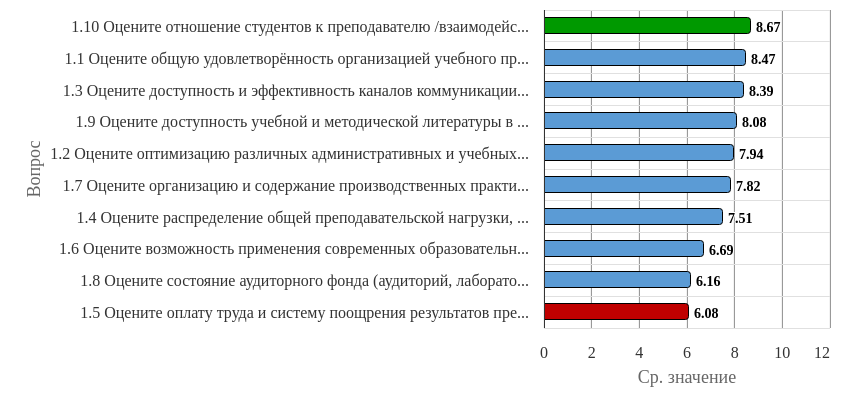 1.10 Оцените отношение студентов к преподавателю /взаимодейс... 8.67
1.1 Оцените общую удовлетворённость организацией учебного пр... 8.47
1.3 Оцените доступность и эффективность каналов коммуникации... 8.39
1.9 Оцените доступность учебной и методической литературы в ... 8.08
1.2 Оцените оптимизацию различных административных и учебных... 7.94
1.7 Оцените организацию и содержание производственных практи... 7.82
1.4 Оцените распределение общей преподавательской нагрузки, ... 7.51
1.6 Оцените возможность применения современных образовательн... 6.69
1.8 Оцените состояние аудиторного фонда (аудиторий, лаборато... 6.16
1.5 Оцените оплату труда и систему поощрения результатов пре... 6.08
Вопрос
0 2 4 6 8 10 12
Ср. значение